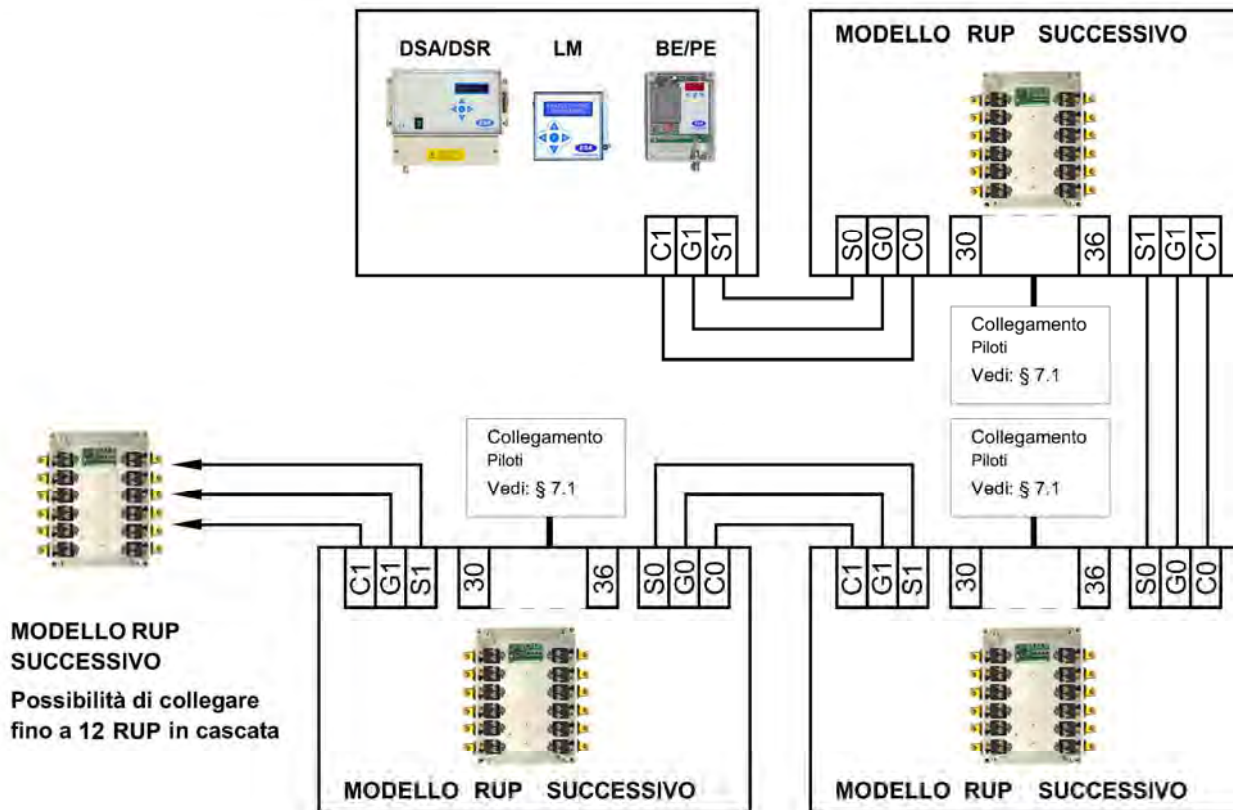 DSA/DSR LM BE/PE
C1 G1 S1
MODELLO RUP SUCCESSIVO
S0 G0 C0 30 36 S1 G1 C1
Collegamento
Piloti
Vedi: § 7.1
Collegamento
Piloti
Vedi: § 7.1
Collegamento
Piloti
Vedi: § 7.1
C1 G1 S1 30 36 S0 G0 C0
MODELLO RUP SUCCESSIVO
C1 G1 S1 30 36 S0 G0 C0
MODELLO RUP SUCCESSIVO
MODELLO RUP
SUCCESSIVO
Possibilità di collegare
fino a 12 RUP in cascata